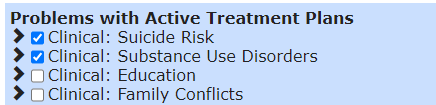 Problems with Active Treatment Plans
Clinical: Suicide Risk
Clinical: Substance Use Disorders
Clinical: Education
Clinical: Family Conflicts